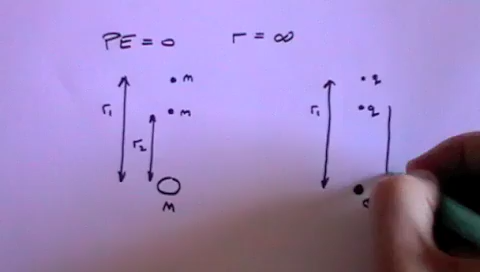 PE = 0 r = ∞
m q
r₁ m r₁ q
r₂
M